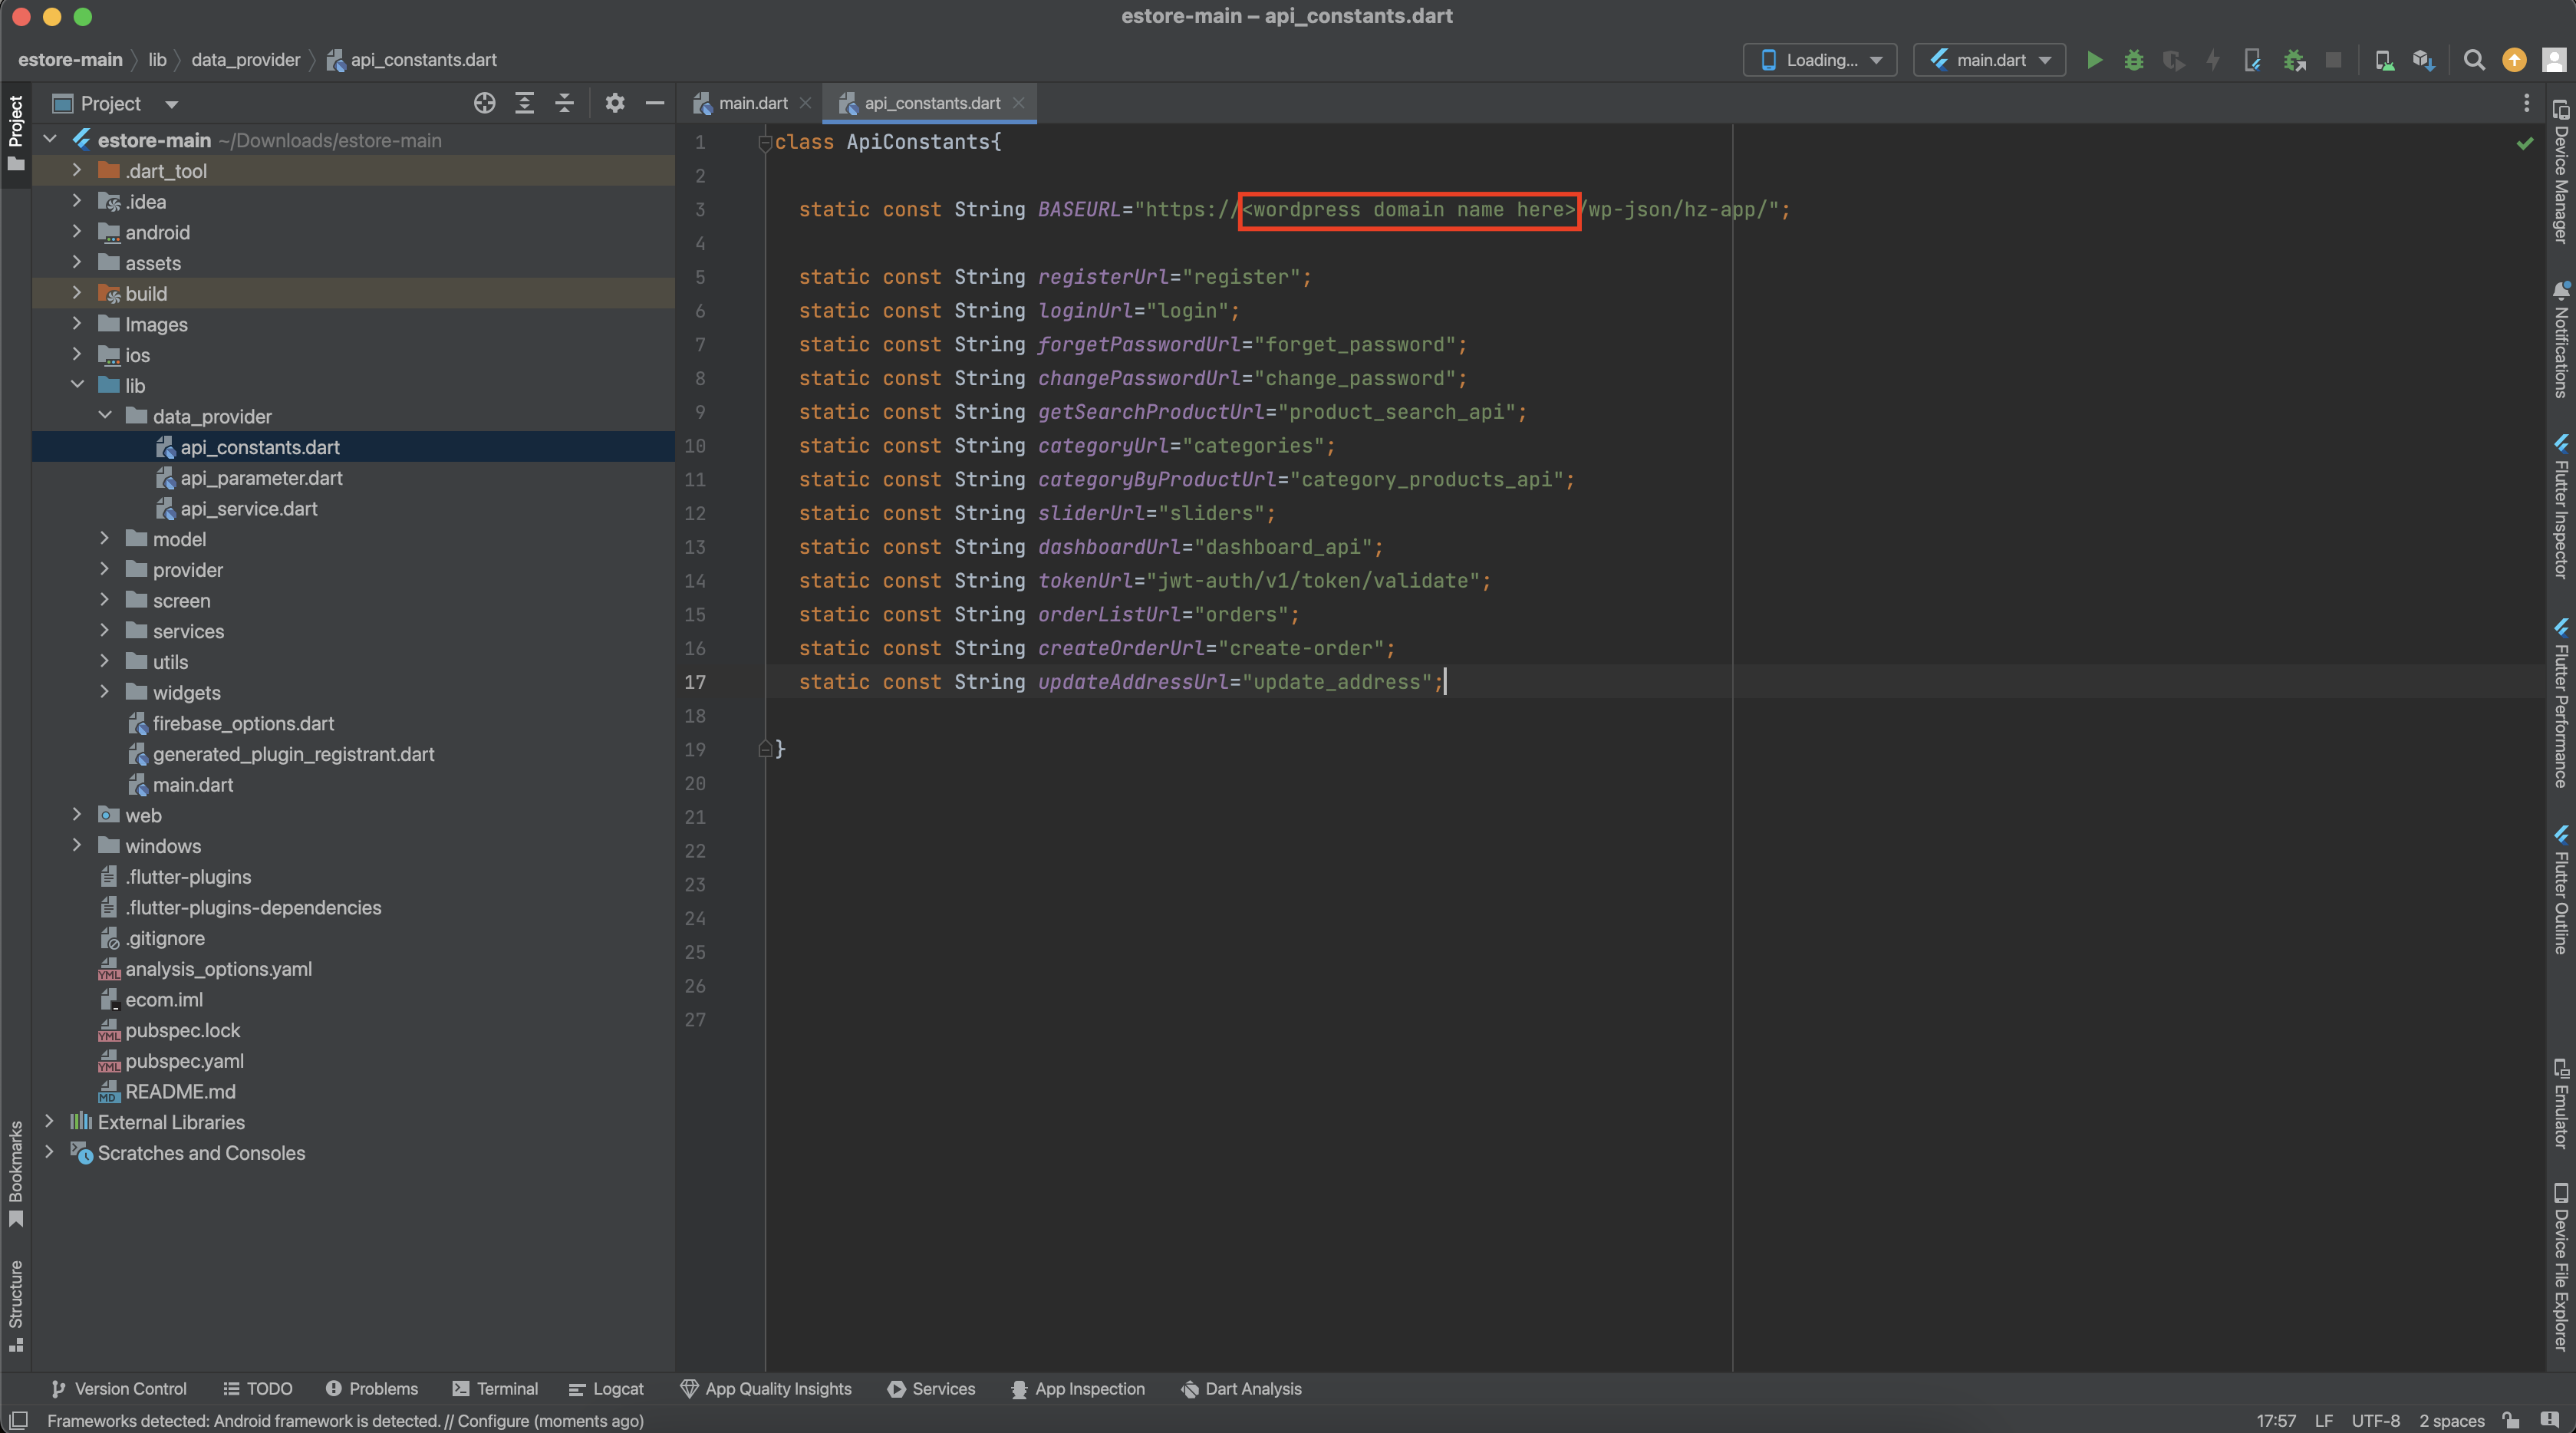 estore-main – api_constants.dart
estore-main lib data_provider api_constants.dart
Loading... main.dart
Project
main.dart
api_constants.dart
estore-main ~/Downloads/estore-main
.dart_tool
.idea
android
assets
build
Images
ios
lib
data_provider
api_constants.dart
api_parameter.dart
api_service.dart
model
provider
screen
services
utils
widgets
firebase_options.dart
generated_plugin_registrant.dart
main.dart
web
windows
.flutter-plugins
.flutter-plugins-dependencies
.gitignore
analysis_options.yaml
ecom.iml
pubspec.lock
pubspec.yaml
README.md
External Libraries
Scratches and Consoles
1 class ApiConstants{
2
3 static const String BASEURL="https://<wordpress domain name here>/wp-json/hz-app/";
4
5 static const String registerUrl="register";
6 static const String loginUrl="login";
7 static const String forgetPasswordUrl="forget_password";
8 static const String changePasswordUrl="change_password";
9 static const String getSearchProductUrl="product_search_api";
10 static const String categoryUrl="categories";
11 static const String categoryByProductUrl="category_products_api";
12 static const String sliderUrl="sliders";
13 static const String dashboardUrl="dashboard_api";
14 static const String tokenUrl="jwt-auth/v1/token/validate";
15 static const String orderListUrl="orders";
16 static const String createOrderUrl="create-order";
17 static const String updateAddressUrl="update_address";
18
19 }
20
21
22
23
24
25
26
27
Project
Bookmarks
Structure
Device Manager
Notifications
Flutter Inspector
Flutter Performance
Flutter Outline
Emulator
Device File Explorer
Version Control TODO Problems Terminal Logcat App Quality Insights Services App Inspection Dart Analysis
Frameworks detected: Android framework is detected. // Configure (moments ago)
17:57 LF UTF-8 2 spaces